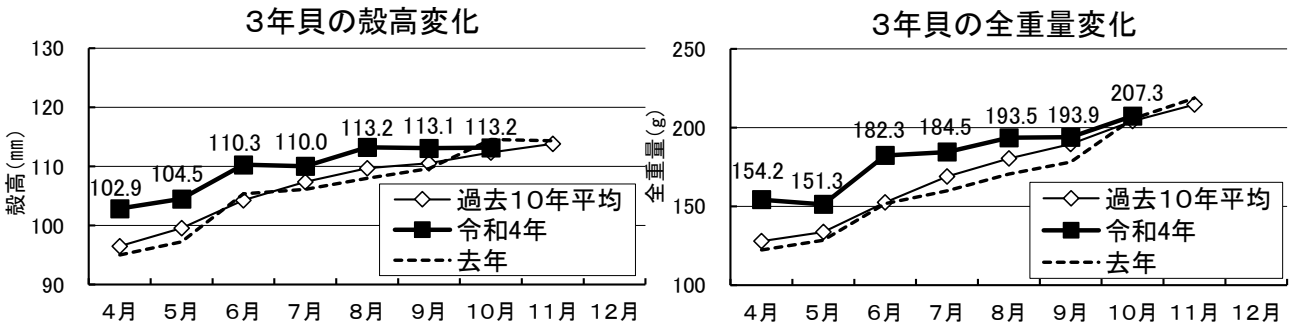 3年貝の殻高変化
殻高(㎜)
130
120
110
100
90
102.9
104.5
110.3
110.0
113.2
113.1
113.2
過去10年平均
令和4年
去年
4月 5月 6月 7月 8月 9月 10月 11月 12月
3年貝の全重量変化
全重量(g)
250
200
150
100
154.2
151.3
182.3
184.5
193.5
193.9
207.3
過去10年平均
令和4年
去年
4月 5月 6月 7月 8月 9月 10月 11月 12月